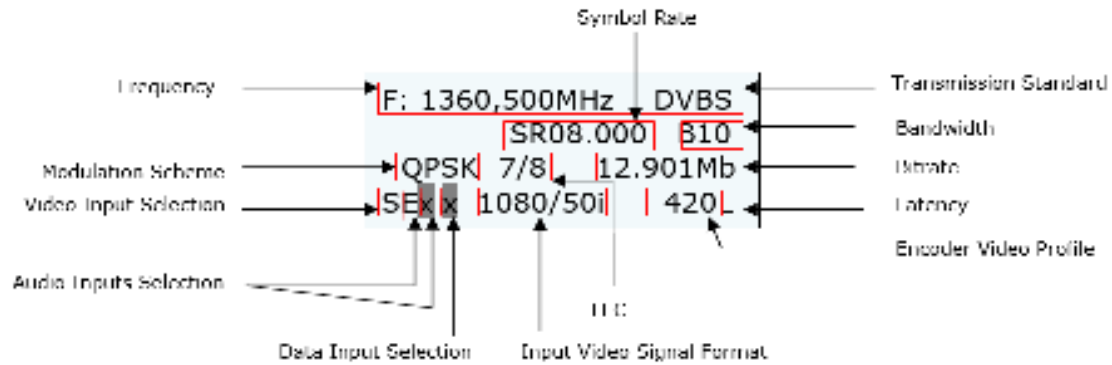 Symbol Rate
Frequency
Transmission Standard
F: 1360,500MHz DVBS
SR08.000 B10
Bandwidth
Modulation Scheme
QPSK 7/8 12.901Mb
Bitrate
Video Input Selection
SEx x 1080/50i 420L
Latency
Encoder Video Profile
Audio Inputs Selection
FEC
Data Input Selection
Input Video Signal Format